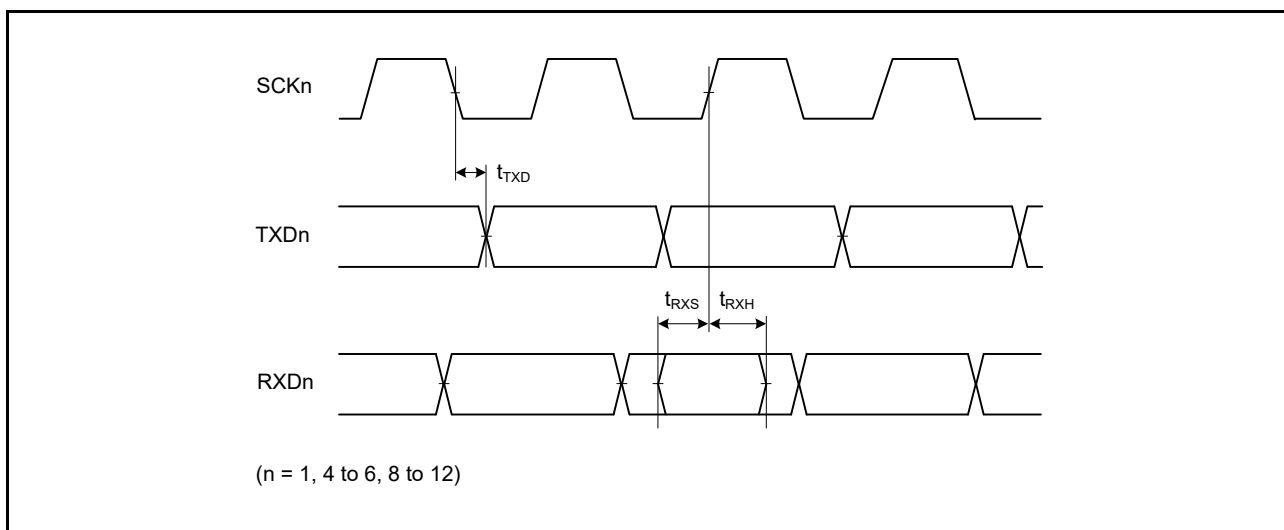 SCKn
tTXD
TXDn
tRXS tRXH
RXDn
(n = 1, 4 to 6, 8 to 12)